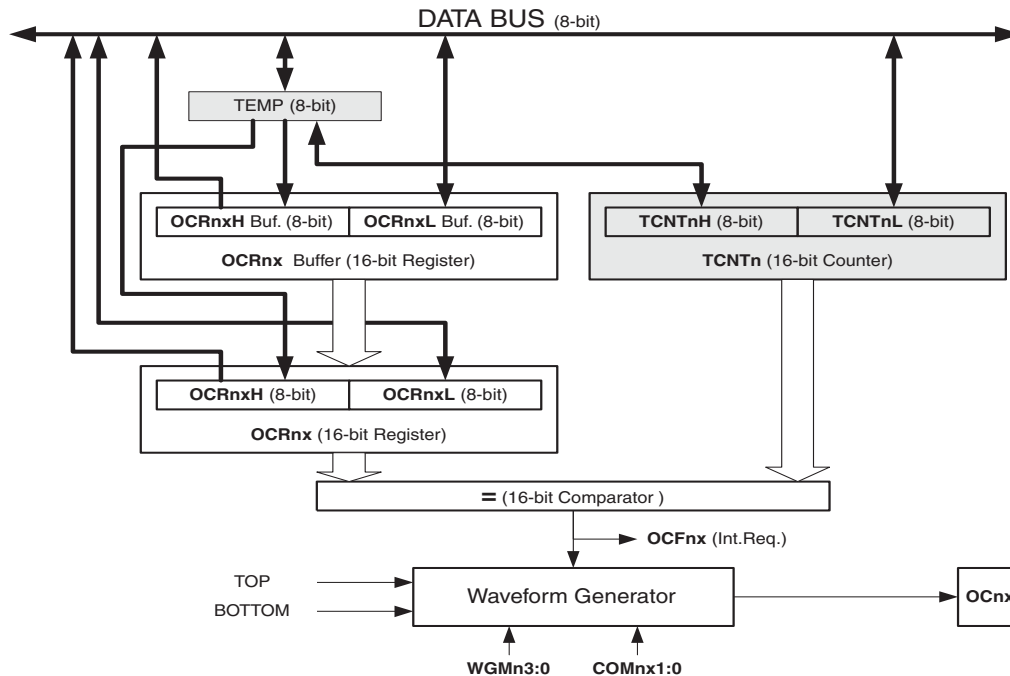 DATA BUS (8-bit)
TEMP (8-bit)
OCRnxH Buf. (8-bit) OCRnxL Buf. (8-bit)
OCRnx Buffer (16-bit Register)
TCNTnH (8-bit) TCNTnL (8-bit)
TCNTn (16-bit Counter)
OCRnxH (8-bit) OCRnxL (8-bit)
OCRnx (16-bit Register)
= (16-bit Comparator )
OCFnx (Int.Req.)
TOP
BOTTOM
Waveform Generator
OCnx
WGMn3:0 COMnx1:0